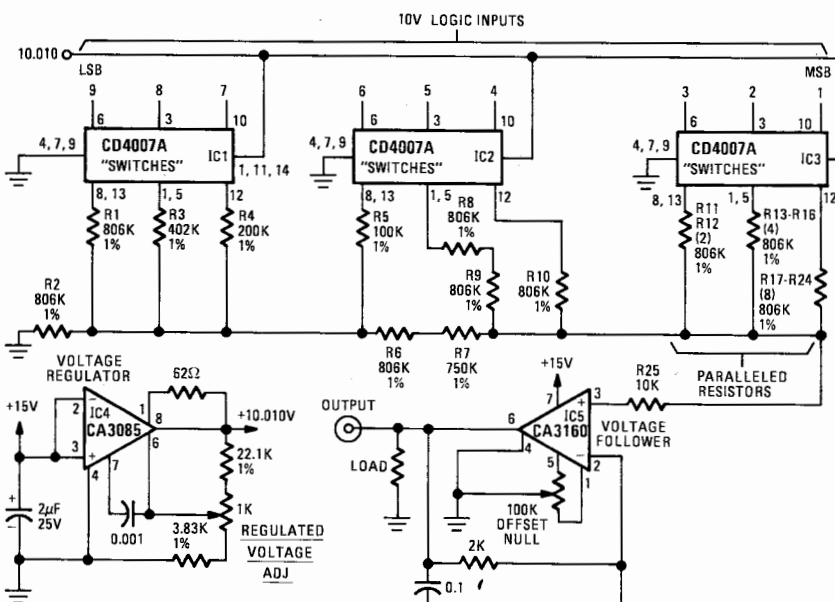 10V LOGIC INPUTS
10.010
LSB
MSB
9 8 7
6 5 4
3 2 1
6 3 10
CD4007A
"SWITCHES"
IC1
4, 7, 9
1, 11, 14
8, 13 1, 5 12
6 3 10
CD4007A
"SWITCHES"
IC2
4, 7, 9
8, 13 1, 5 12
6 3 10
CD4007A
"SWITCHES"
IC3
4, 7, 9
8, 13 1, 5 12
R1
806K
1%
R3
402K
1%
R4
200K
1%
R5
100K
1%
R8
806K
1%
R9
806K
1%
R10
806K
1%
R11
R12
(2)
806K
1%
R13-R16
(4)
806K
1%
R17-R24
(8)
806K
1%
R2
806K
1%
R6
806K
1%
R7
750K
1%
PARALLELED
RESISTORS
VOLTAGE
REGULATOR
62Ω
+15V
2
3
IC4
CA3085
-
+
1
8
6
7
4
+10.010V
22.1K
1%
1K
3.83K
1%
0.001
+
2μF
25V
-
REGULATED
VOLTAGE
ADJ
OUTPUT
LOAD
+15V
7
3
R25
10K
6
IC5
CA3160
+
-
4
5
2
1
VOLTAGE
FOLLOWER
100K
OFFSET
NULL
2K
0.1